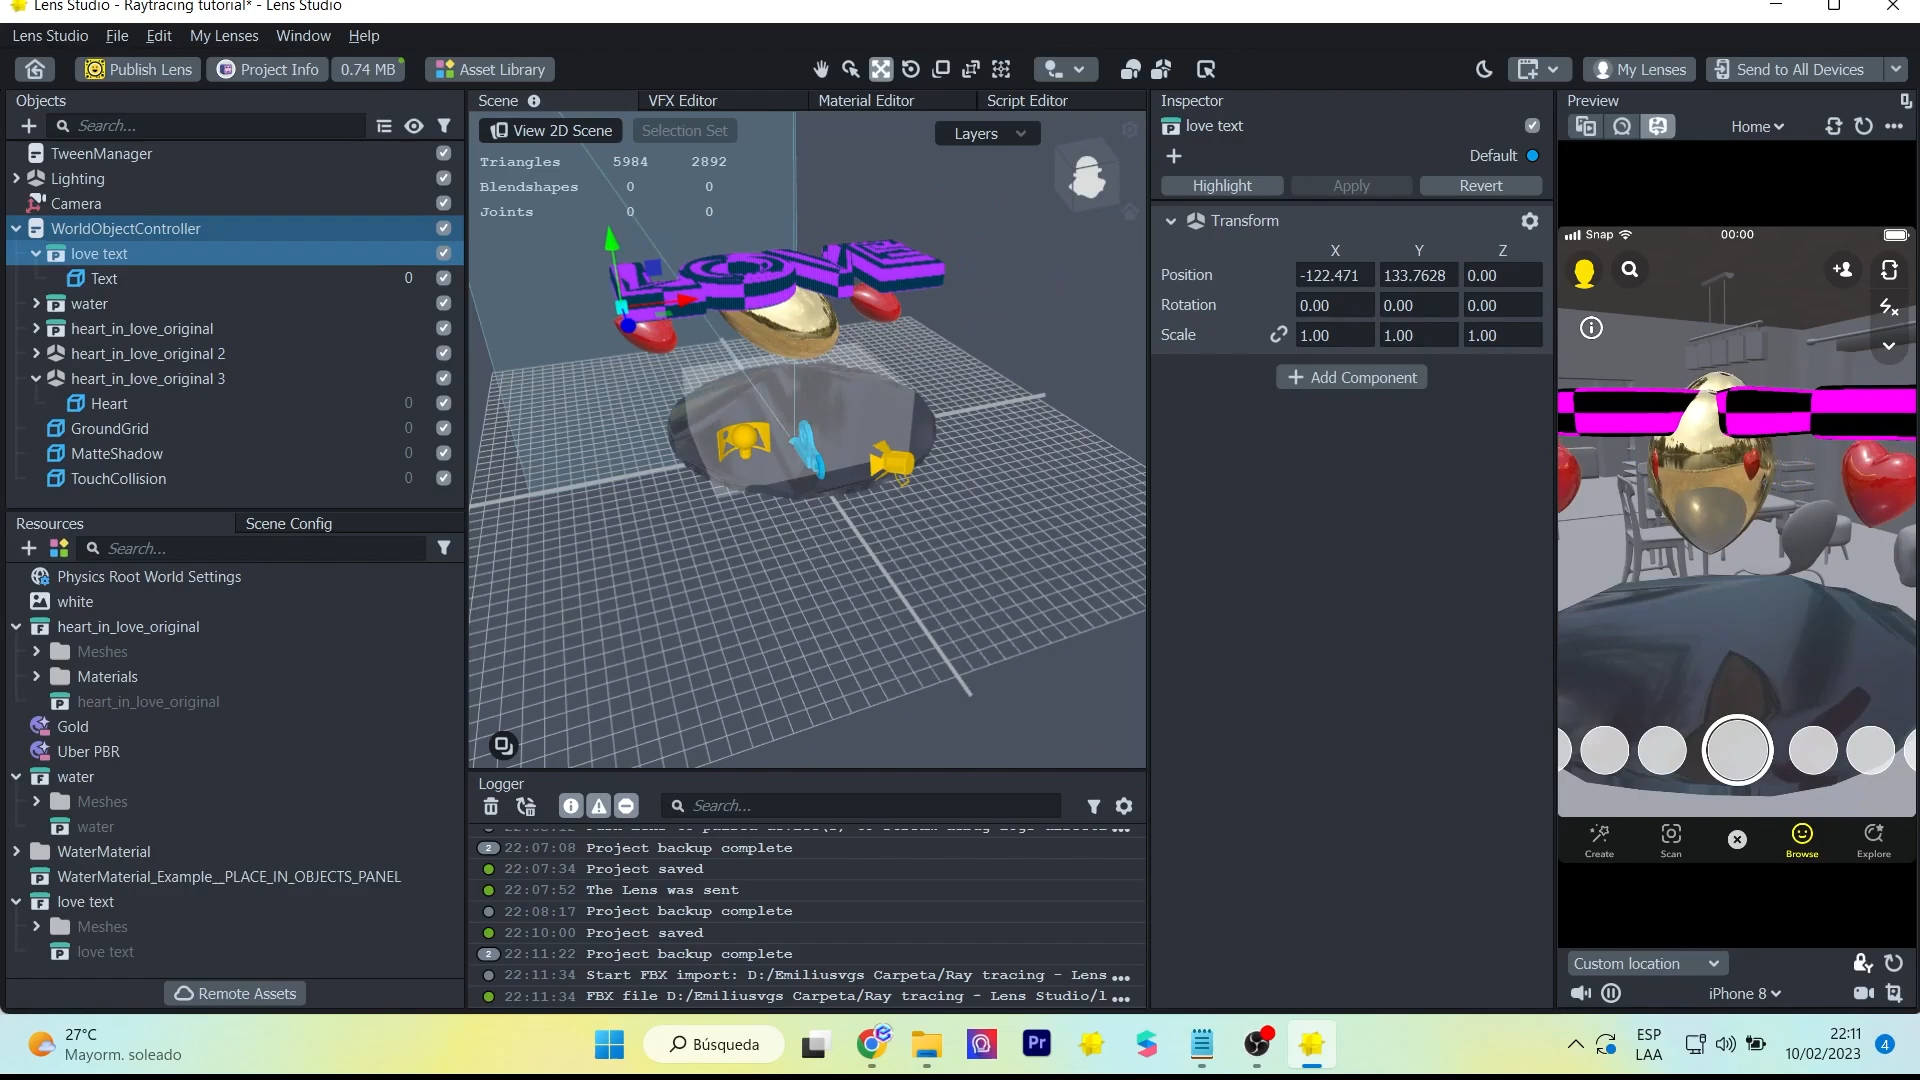 Lens Studio - Raytracing tutorial* - Lens Studio
Lens Studio File Edit My Lenses Window Help
Publish Lens Project Info 0.74 MB Asset Library My Lenses Send to All Devices
Objects
Search...
TweenManager
Lighting
Camera
WorldObjectController
love text
Text 0
water
heart_in_love_original
heart_in_love_original 2
heart_in_love_original 3
Heart 0
GroundGrid 0
MatteShadow 0
TouchCollision 0
Resources Scene Config
Search...
Physics Root World Settings
white
heart_in_love_original
Meshes
Materials
heart_in_love_original
Gold
Uber PBR
water
Meshes
water
WaterMaterial
WaterMaterial_Example__PLACE_IN_OBJECTS_PANEL
love text
Meshes
love text
Remote Assets
Scene VFX Editor Material Editor Script Editor
View 2D Scene Selection Set Layers
Triangles 5984 2892
Blendshapes 0 0
Joints 0 0
LOVE
Logger
Search...
2 22:07:08 Project backup complete
22:07:34 Project saved
22:07:52 The Lens was sent
22:08:17 Project backup complete
22:10:00 Project saved
2 22:11:22 Project backup complete
22:11:34 Start FBX import: D:/Emiliusvgs Carpeta/Ray tracing - Lens ...
22:11:34 FBX file D:/Emiliusvgs Carpeta/Ray tracing - Lens Studio/l ...
Inspector
love text
Default
Highlight Apply Revert
Transform
X Y Z
Position -122.471 133.7628 0.00
Rotation 0.00 0.00 0.00
Scale 1.00 1.00 1.00
+ Add Component
Preview
Home
Snap 00:00
Create Scan Browse Explore
Custom location
iPhone 8
27°C
Mayorm. soleado
Búsqueda
Pr
ESP
LAA
22:11
10/02/2023
4